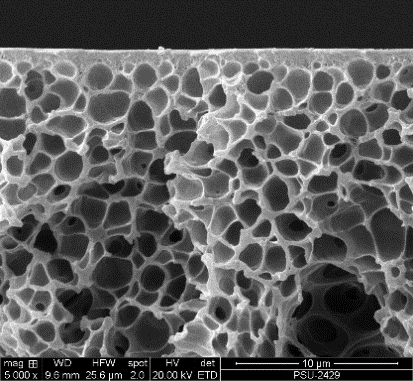 mag WD HFW spot HV det 10 µm
5 000 x 9.6 mm 25.6 µm 2.0 20.00 kV ETD PSU-2429